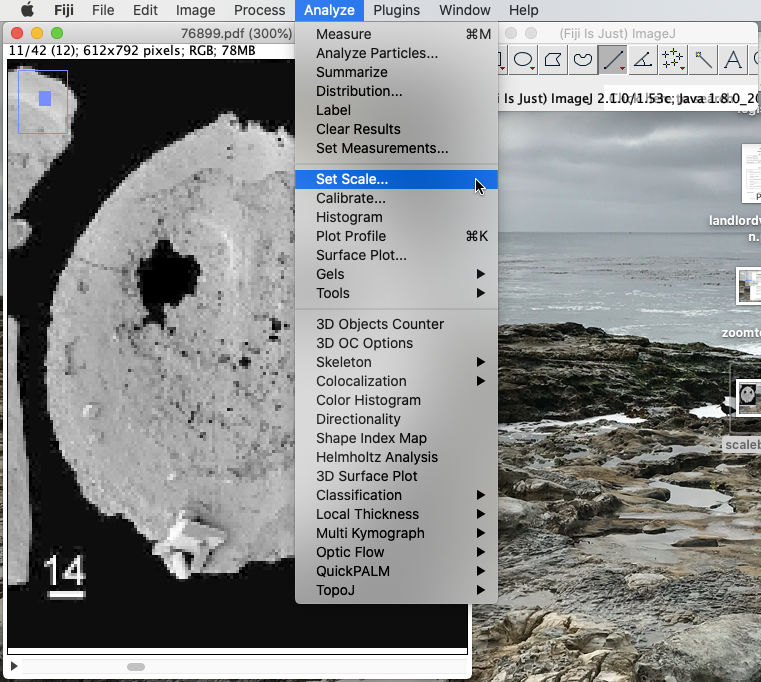 Fiji File Edit Image Process Analyze Plugins Window Help
76899.pdf (300%)
11/42 (12); 612x792 pixels; RGB; 78MB
14
Measure ⌘M
Analyze Particles...
Summarize
Distribution...
Label
Clear Results
Set Measurements...
Set Scale...
Calibrate...
Histogram
Plot Profile ⌘K
Surface Plot...
Gels
Tools
3D Objects Counter
3D OC Options
Skeleton
Colocalization
Color Histogram
Directionality
Shape Index Map
Helmholtz Analysis
3D Surface Plot
Classification
Local Thickness
Multi Kymograph
Optic Flow
QuickPALM
TopoJ
(Fiji Is Just) ImageJ
A
i Is Just) ImageJ 2.1.0/1.53c; Java 1.8.0_20
landlordv
n.
zoomto
scaleb